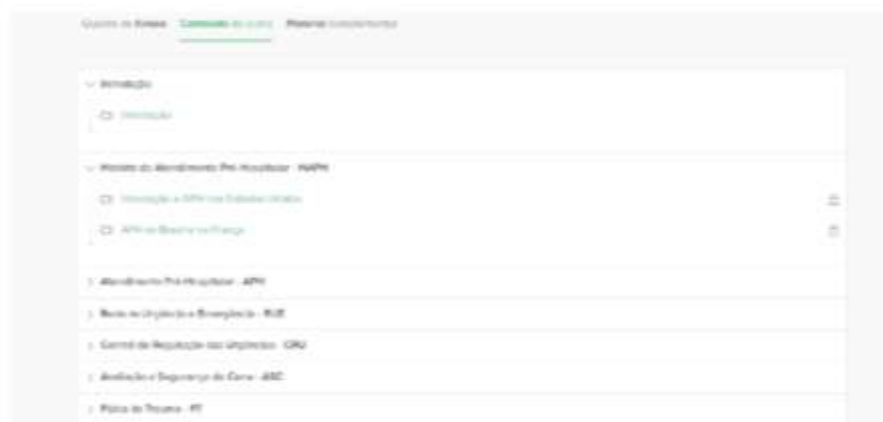 Conteúdo do curso Material complementar
Introdução
Introdução
Modelo do Atendimento Pré-Hospitalar - MAPH
Introdução e APH nos Estados Unidos
APH no Brasil e na França
Atendimento Pré-Hospitalar - APH
Rede de Urgência e Emergência - RUE
Central de Regulação das Urgências - CRU
Avaliação e Segurança da Cena - ASC
Física do Trauma - FT